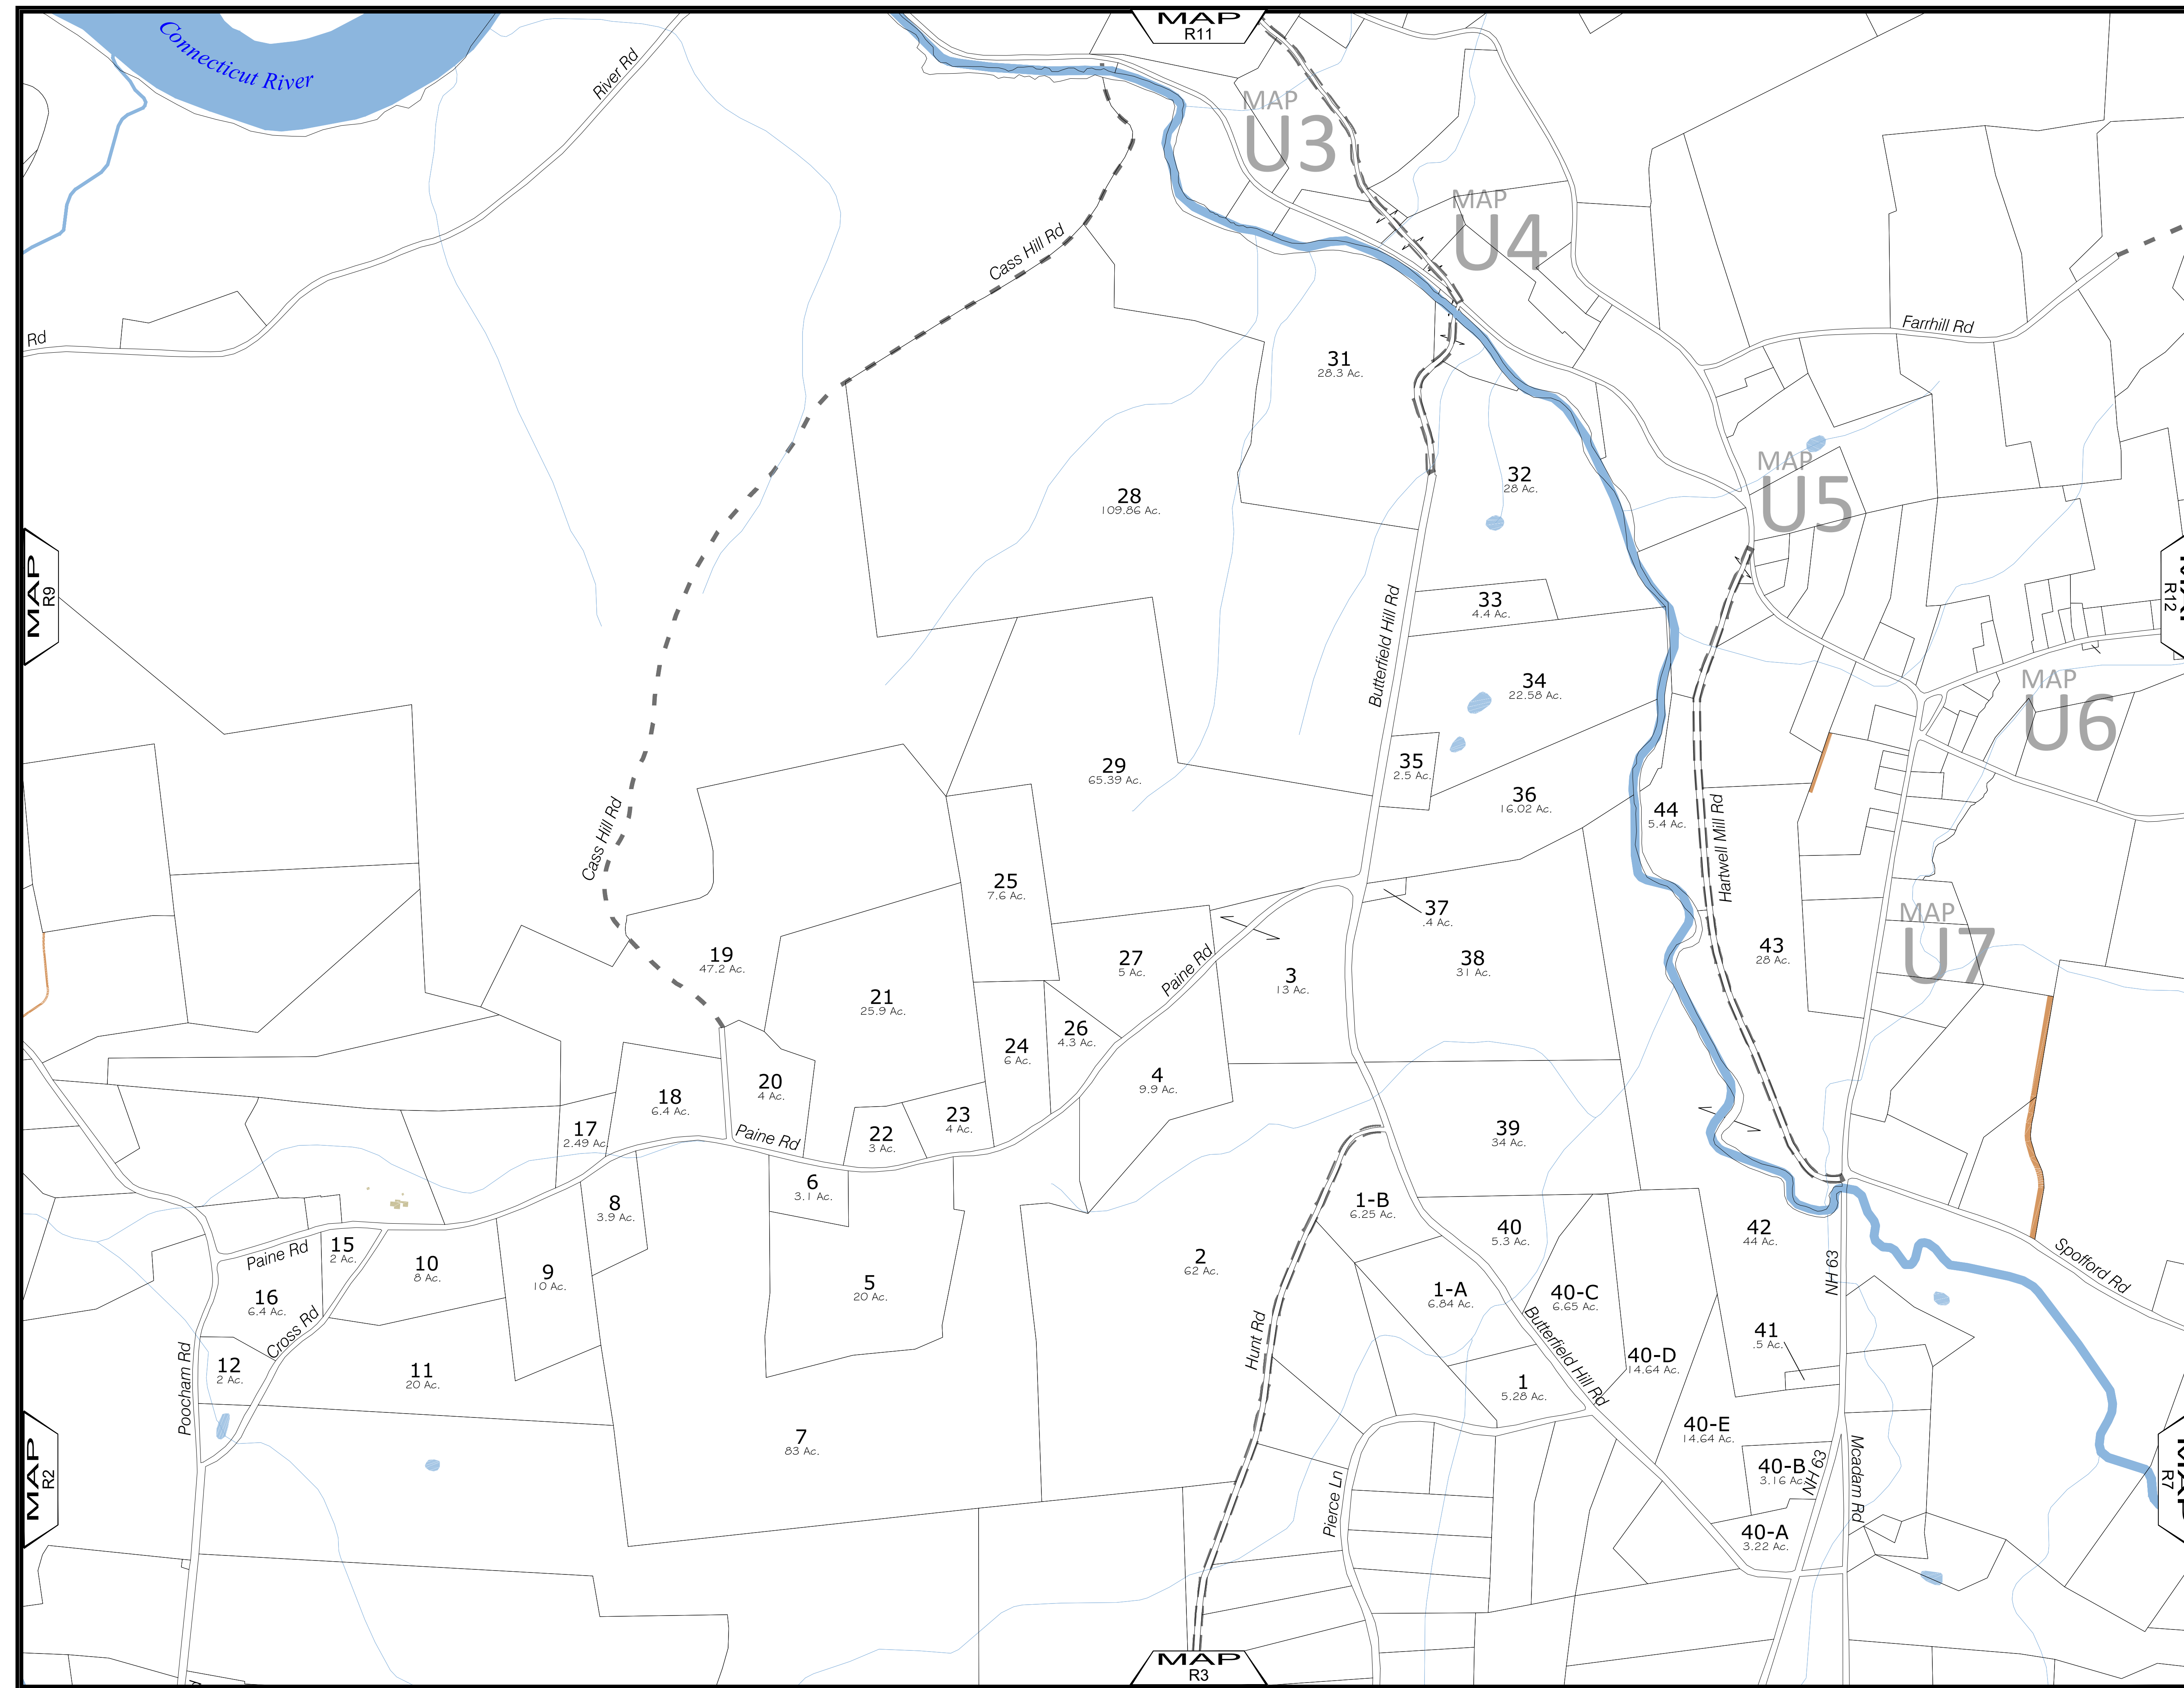 MAP
R11
Connecticut River
River Rd
MAP
U3
MAP
U4
Cass Hill Rd
Rd
Farrhill Rd
31
28.3 Ac.
MAP
U5
32
28 Ac.
28
109.86 Ac.
MAP
R9
R12
33
4.4 Ac.
Butterfield Hill Rd
34
22.58 Ac.
MAP
U6
29
65.39 Ac.
35
2.5 Ac.
36
16.02 Ac.
44
5.4 Ac.
Hartwell Mill Rd
Cass Hill Rd
25
7.6 Ac.
37
.4 Ac.
MAP
U7
19
47.2 Ac.
27
5 Ac.
Paine Rd
3
13 Ac.
38
31 Ac.
43
28 Ac.
21
25.9 Ac.
24
6 Ac.
26
4.3 Ac.
4
9.9 Ac.
20
4 Ac.
18
6.4 Ac.
17
2.49 Ac.
Paine Rd
22
3 Ac.
23
4 Ac.
39
34 Ac.
6
3.1 Ac.
8
3.9 Ac.
1-B
6.25 Ac.
40
5.3 Ac.
42
44 Ac.
NH 63
Spofford Rd
Paine Rd
15
2 Ac.
10
8 Ac.
9
10 Ac.
5
20 Ac.
2
62 Ac.
1-A
6.84 Ac.
40-C
6.65 Ac.
16
6.4 Ac.
Cross Rd
Hunt Rd
Butterfield Hill Rd
41
.5 Ac.
40-D
14.64 Ac.
Poocham Rd
12
2 Ac.
11
20 Ac.
1
5.28 Ac.
40-E
14.64 Ac.
7
83 Ac.
MAP
R2
40-B
3.16 Ac.
NH 63
Mcadam Rd
R7
Pierce Ln
40-A
3.22 Ac.
MAP
R3